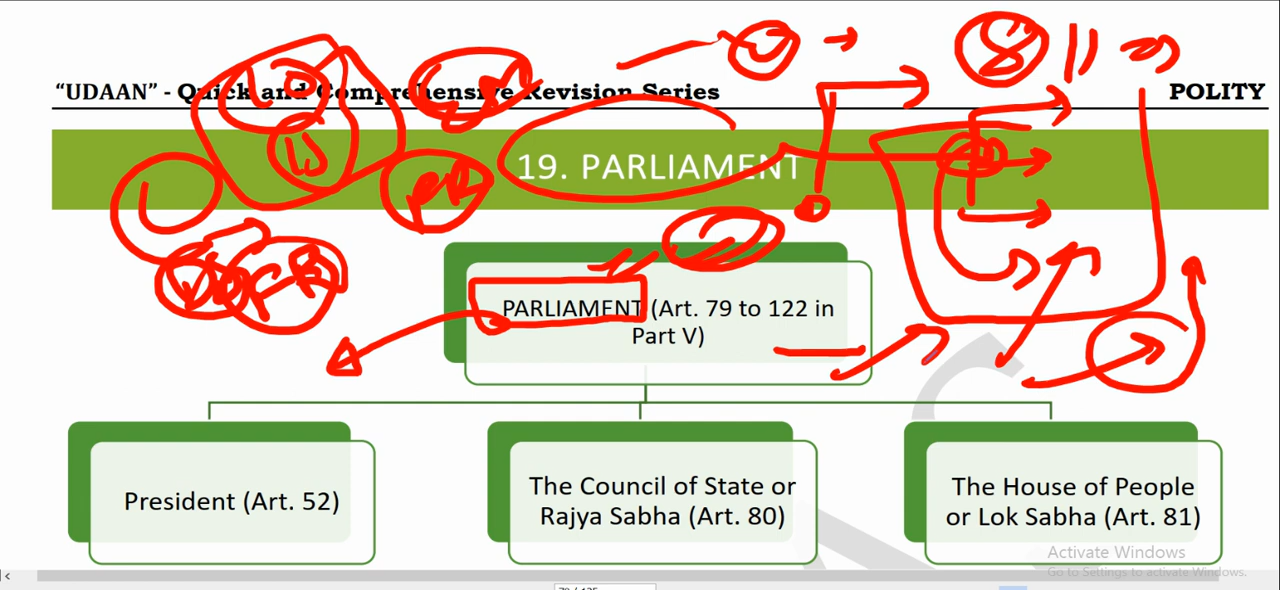 “UDAAN” - Quick and Comprehensive Revision Series
POLITY
19. PARLIAMENT
PARLIAMENT (Art. 79 to 122 in
Part V)
President (Art. 52)
The Council of State or
Rajya Sabha (Art. 80)
The House of People
or Lok Sabha (Art. 81)
Activate Windows
Go to Settings to activate Windows.